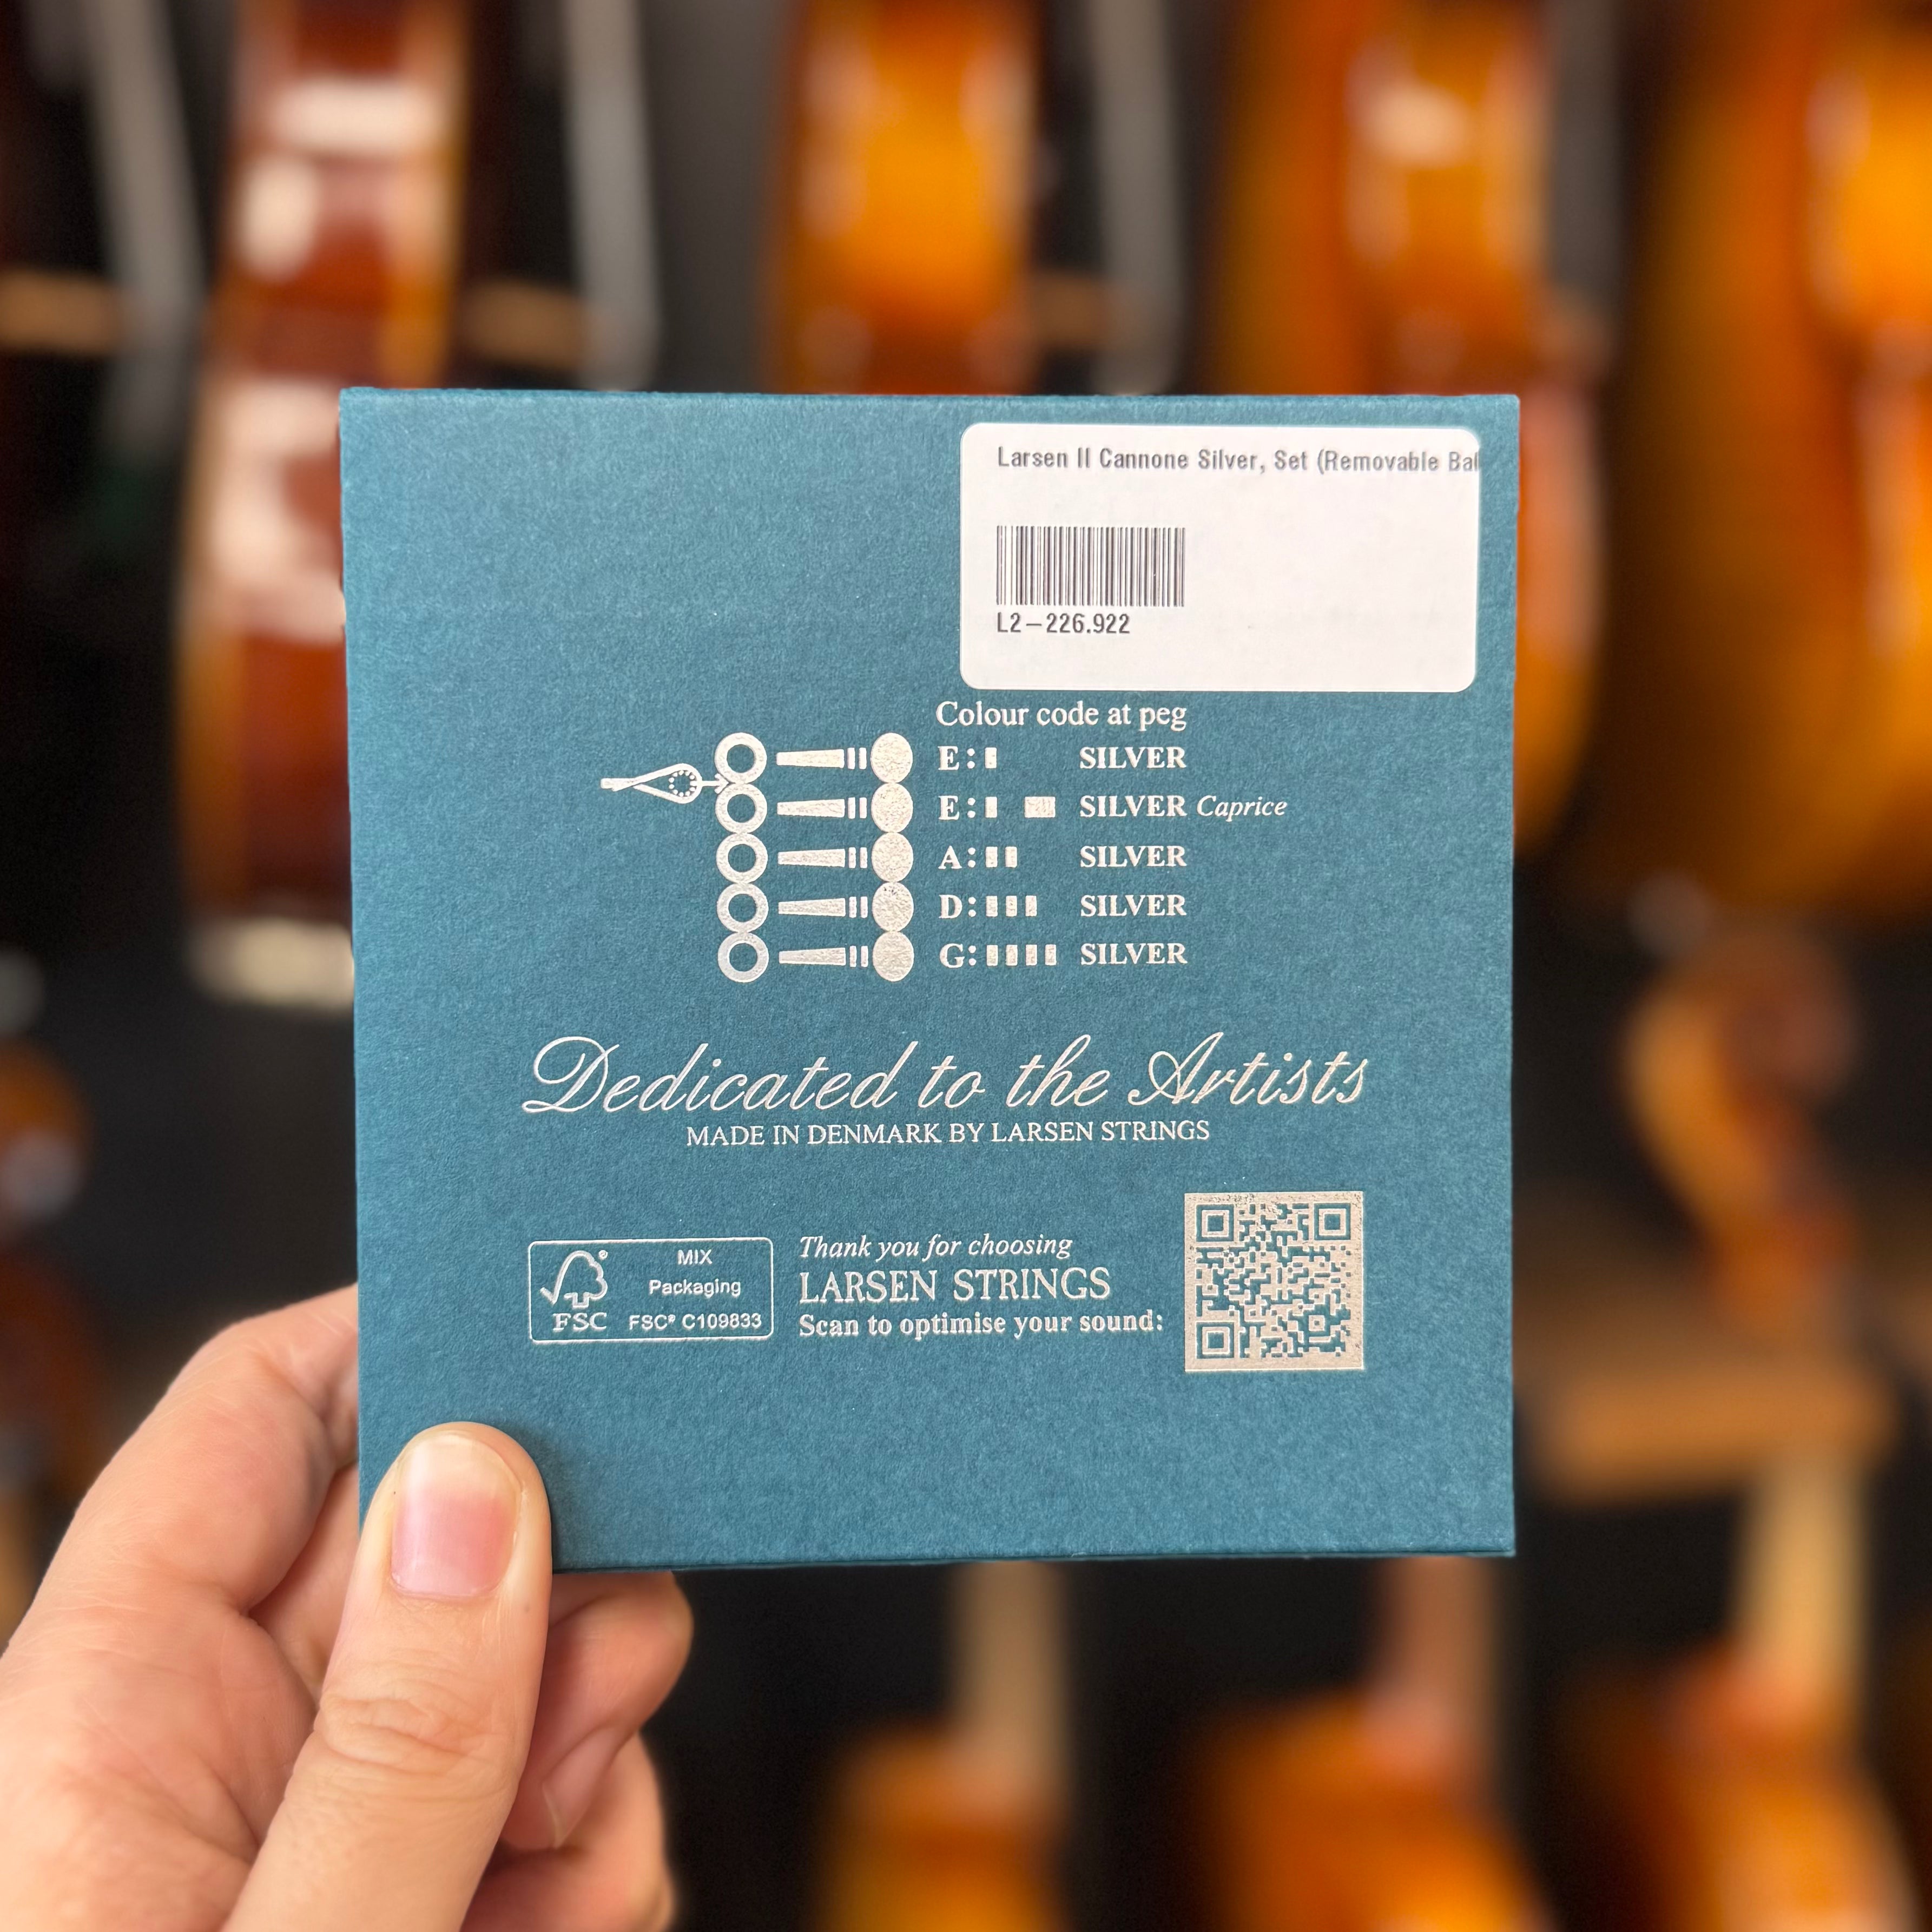 Larsen II Cannone Silver, Set (Removable
L2-226.922
Colour code at peg
E: SILVER
E: SILVER Caprice
A: SILVER
D: SILVER
G: SILVER
Dedicated to the Artists
MADE IN DENMARK BY LARSEN STRINGS
FSC
MIX
Packaging
FSC® C109833
Thank you for choosing
LARSEN STRINGS
Scan to optimise your sound: